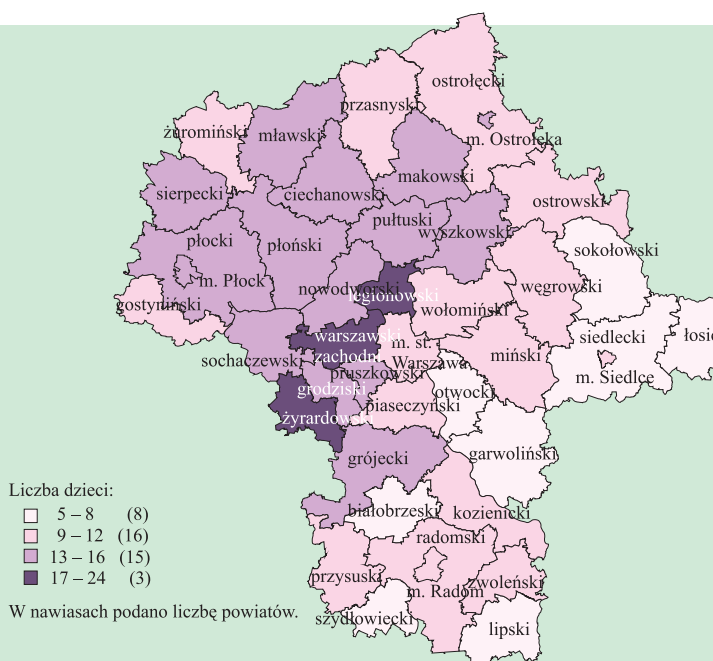 ostrołęcki
przasnyski
żuromiński
mławski
m. Ostrołęka
makowski
sierpecki
ciechanowski
ostrowski
pułtuski
wyszkowski
płocki
płoński
sokołowski
m. Płock
nowodworski
węgrowski
legionowski
gostyniński
wołomiński
warszawski
zachodni
m. st.
Warszawa
siedlecki
łosic
sochaczewski
miński
pruszkowski
m. Siedlce
grodziski
otwocki
żyrardowski
piaseczyński
grójecki
garwoliński
białobrzeski
kozienicki
radomski
przysuski
m. Radom
zwoleński
szydłowiecki
lipski
Liczba dzieci:
5 – 8 (8)
9 – 12 (16)
13 – 16 (15)
17 – 24 (3)
W nawiasach podano liczbę powiatów.